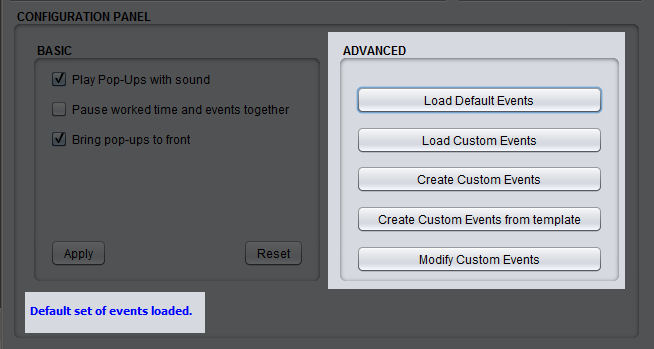 CONFIGURATION PANEL
BASIC
Play Pop-Ups with sound
Pause worked time and events together
Bring pop-ups to front
Apply
Reset
ADVANCED
Load Default Events
Load Custom Events
Create Custom Events
Create Custom Events from template
Modify Custom Events
Default set of events loaded.